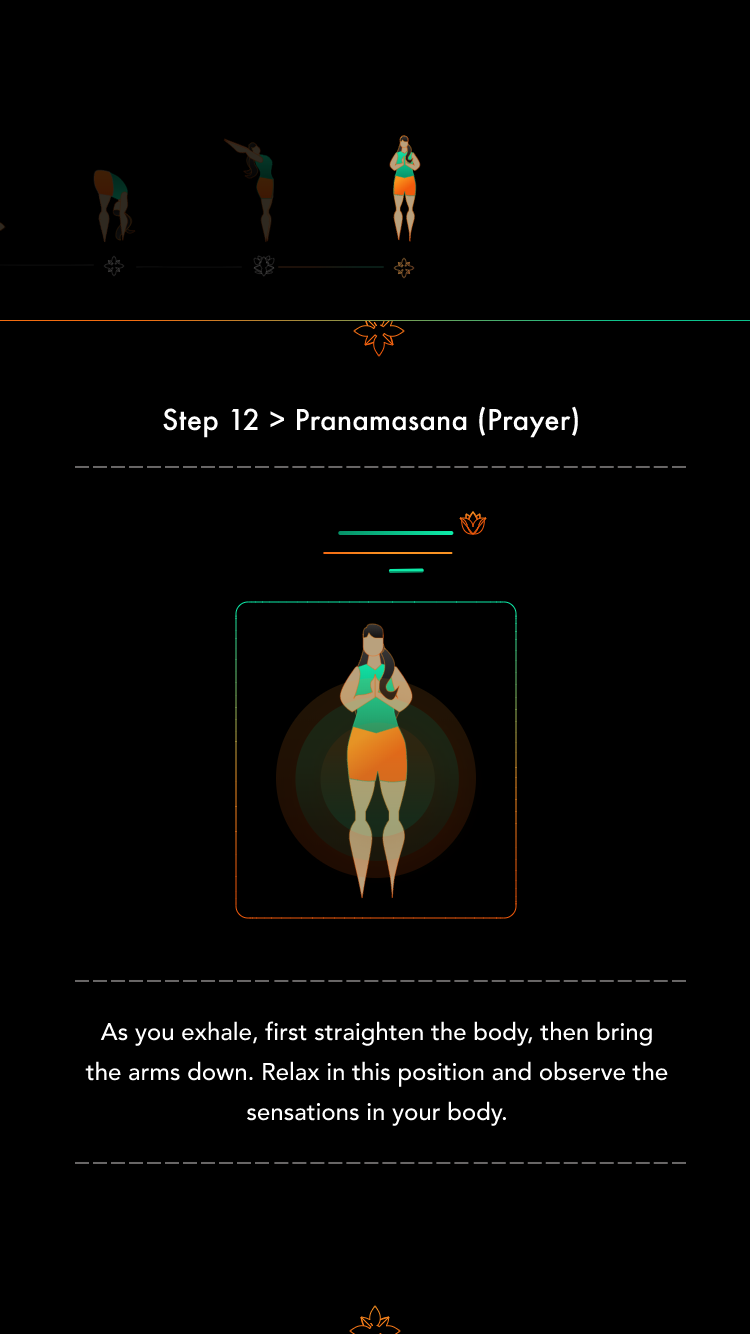 Step 12 > Pranamasana (Prayer)
As you exhale, first straighten the body, then bring
the arms down. Relax in this position and observe the
sensations in your body.